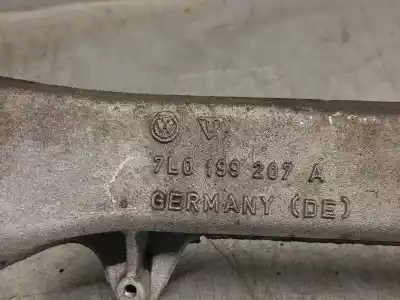 7L0 199 207 A
GERMANY (DE)